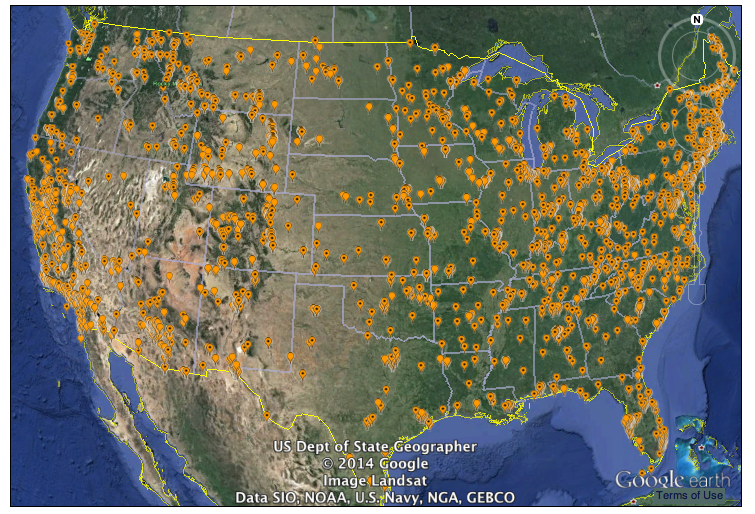 N
US Dept of State Geographer
© 2014 Google
Image Landsat
Data SIO, NOAA, U.S. Navy, NGA, GEBCO
Google earth
Terms of Use